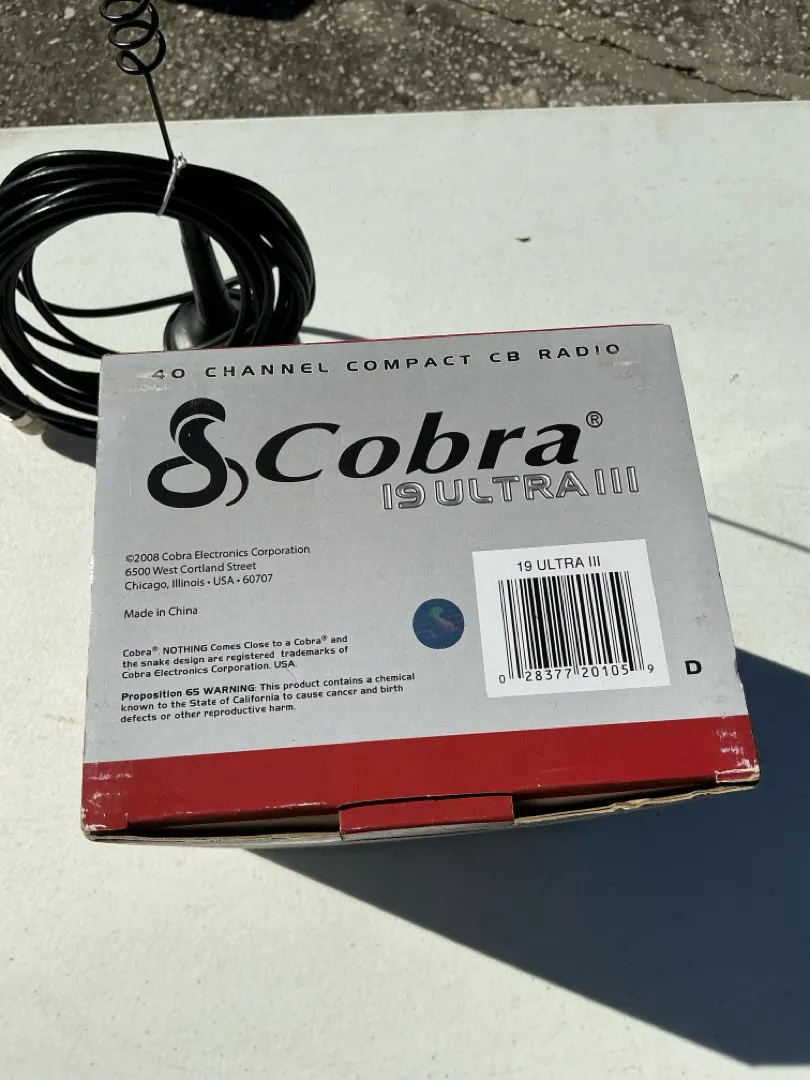 40 CHANNEL COMPACT CB RADIO
Cobra®
19 ULTRA III
©2008 Cobra Electronics Corporation
6500 West Cortland Street
Chicago, Illinois • USA • 60707
Made in China
Cobra®, NOTHING Comes Close to a Cobra® and
the snake design are registered trademarks of
Cobra Electronics Corporation. USA.
Proposition 65 WARNING: This product contains a chemical
known to the State of California to cause cancer and birth
defects or other reproductive harm.
19 ULTRA III
0 28377 20105 9
D